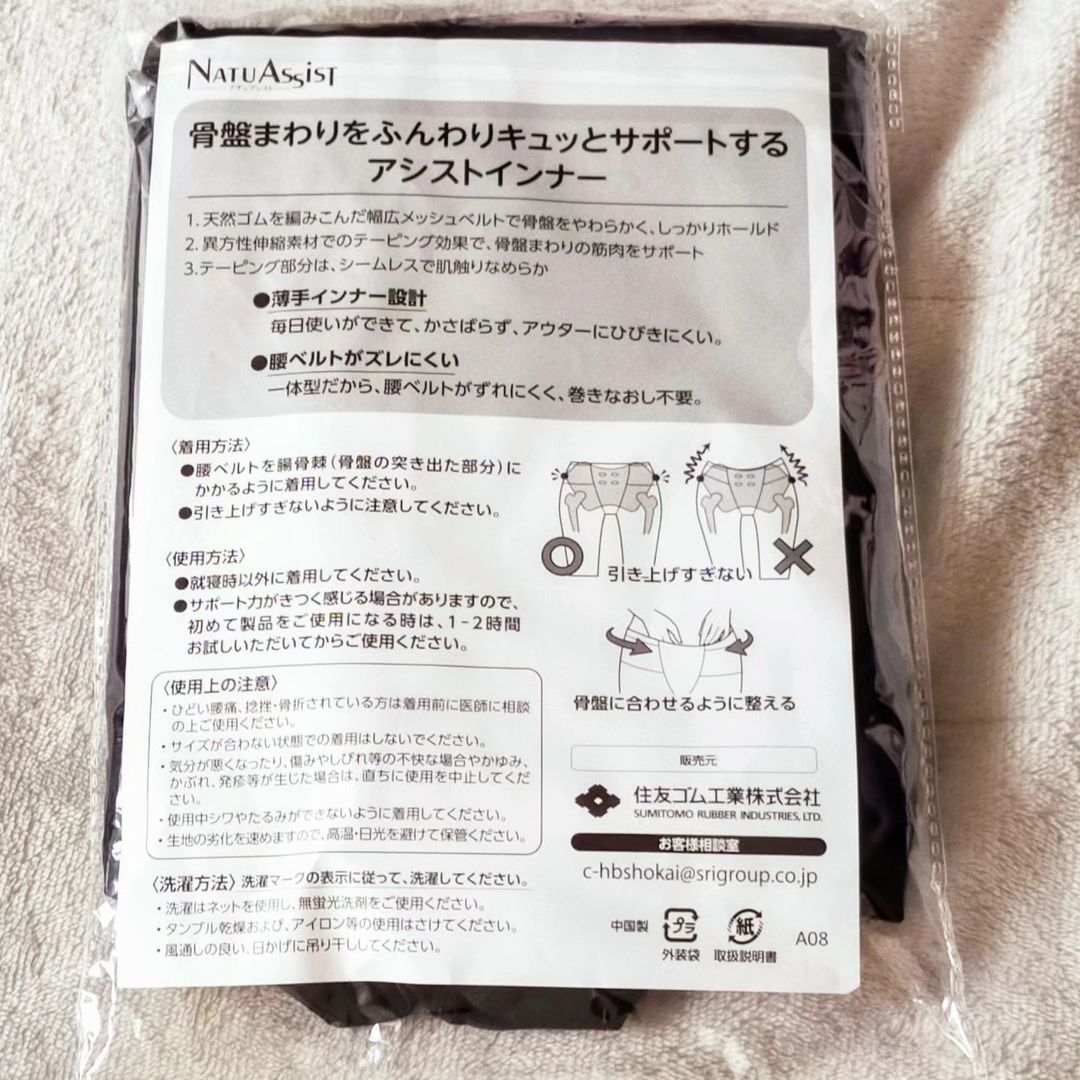 NATUASSIST
ナチュアシスト
骨盤まわりをふんわりキュッとサポートする
アシストインナー
1.天然ゴムを編みこんだ幅広メッシュベルトで骨盤をやわらかく、しっかりホールド
2.異方性伸縮素材でのテーピング効果で、骨盤まわりの筋肉をサポート
3.テーピング部分は、シームレスで肌触りなめらか
●薄手インナー設計
毎日使いができて、かさばらず、アウターにひびきにくい。
●腰ベルトがズレにくい
一体型だから、腰ベルトがずれにくく、巻きなおし不要。
〈着用方法〉
●腰ベルトを腸骨棘(骨盤の突き出た部分)に
かかるように着用してください。
●引き上げすぎないように注意してください。
〈使用方法〉
●就寝時以外に着用してください。
●サポート力がきつく感じる場合がありますので、
初めて製品をご使用になる時は、1-2時間
お試しいただいてからご使用ください。
〈使用上の注意〉
・ひどい腰痛、捻挫・骨折されている方は着用前に医師に相談
の上ご使用ください。
・サイズが合わない状態での着用はしないでください。
・気分が悪くなったり、傷みやしびれ等の不快な場合やかゆみ、
かぶれ、発疹等が生じた場合は、直ちに使用を中止してくだ
さい。
・使用中シワやたるみができないように着用してください。
・生地の劣化を速めますので、高温・日光を避けて保管ください。
〈洗濯方法〉洗濯マークの表示に従って、洗濯してください。
・洗濯はネットを使用し、無蛍光洗剤をご使用ください。
・タンブル乾燥および、アイロン等の使用はさけてください。
・風通しの良い、日かげに吊り干ししてください。
引き上げすぎない
骨盤に合わせるように整える
販売元
住友ゴム工業株式会社
SUMITOMO RUBBER INDUSTRIES, LTD.
お客様相談室
c-hbshokai@srigroup.co.jp
中国製
プラ
外装袋
紙
取扱説明書
A08